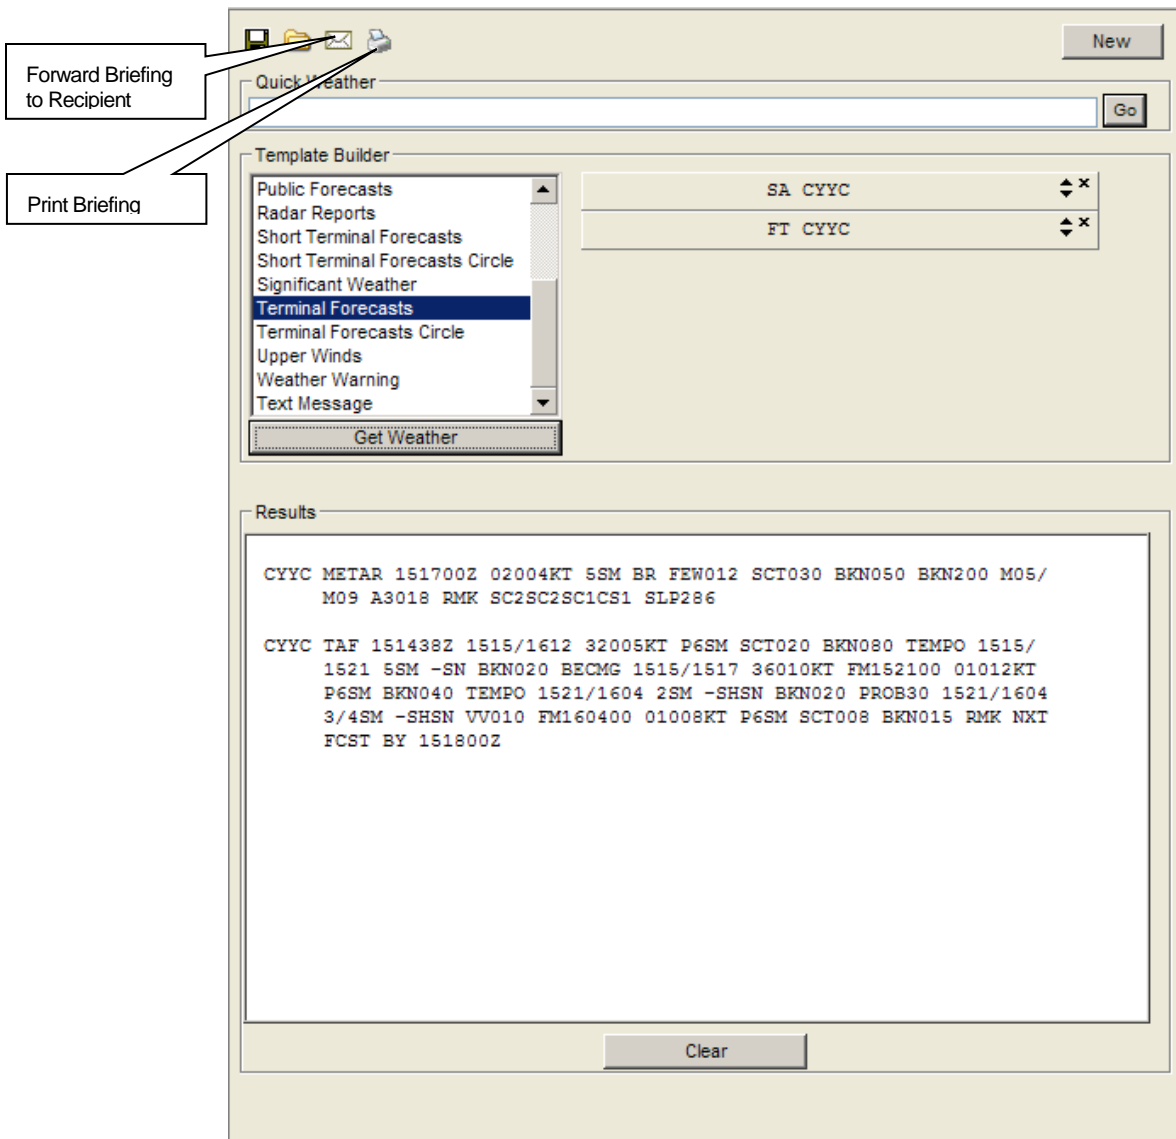 New
Forward Briefing
to Recipient
Quick Weather
Go
Template Builder
Public Forecasts
Radar Reports
Short Terminal Forecasts
Short Terminal Forecasts Circle
Significant Weather
Terminal Forecasts
Terminal Forecasts Circle
Upper Winds
Weather Warning
Text Message
SA CYYC
FT CYYC
Print Briefing
Get Weather
Results
CYYC METAR 151700Z 02004KT 5SM BR FEW012 SCT030 BKN050 BKN200 M05/
M09 A3018 RMK SC2SC2SC1CS1 SLP286
CYYC TAF 151438Z 1515/1612 32005KT P6SM SCT020 BKN080 TEMPO 1515/
1521 5SM -SN BKN020 BECMG 1515/1517 36010KT FM152100 01012KT
P6SM BKN040 TEMPO 1521/1604 2SM -SHSN BKN020 PROB30 1521/1604
3/4SM -SHSN VV010 FM160400 01008KT P6SM SCT008 BKN015 RMK NXT
FCST BY 151800Z
Clear